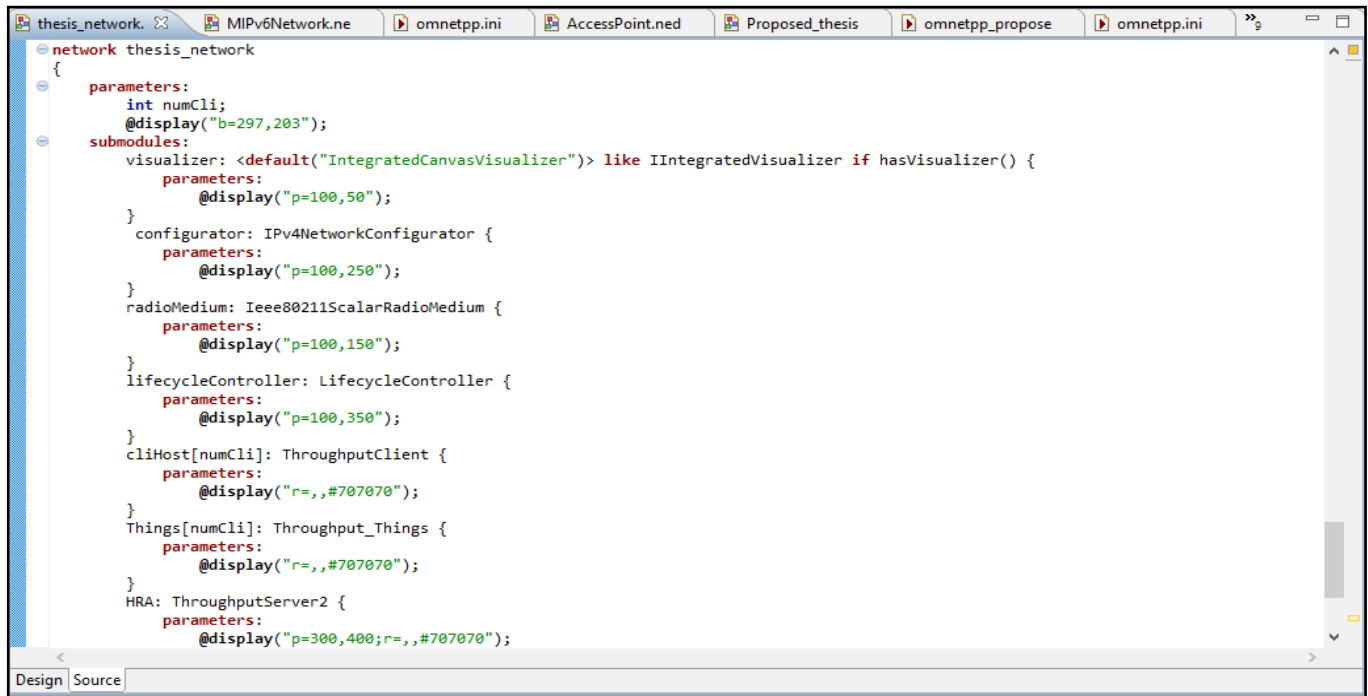 thesis_network. MIPv6Network.ne omnetpp.ini AccessPoint.ned Proposed_thesis omnetpp_propose omnetpp.ini »9
network thesis_network
{
    parameters:
        int numCli;
        @display("b=297,203");
    submodules:
        visualizer: <default("IntegratedCanvasVisualizer")> like IIntegratedVisualizer if hasVisualizer() {
            parameters:
                @display("p=100,50");
        }
         configurator: IPv4NetworkConfigurator {
            parameters:
                @display("p=100,250");
        }
        radioMedium: Ieee80211ScalarRadioMedium {
            parameters:
                @display("p=100,150");
        }
        lifecycleController: LifecycleController {
            parameters:
                @display("p=100,350");
        }
        cliHost[numCli]: ThroughputClient {
            parameters:
                @display("r=,,#707070");
        }
        Things[numCli]: Throughput_Things {
            parameters:
                @display("r=,,#707070");
        }
        HRA: ThroughputServer2 {
            parameters:
                @display("p=300,400;r=,,#707070");
Design Source